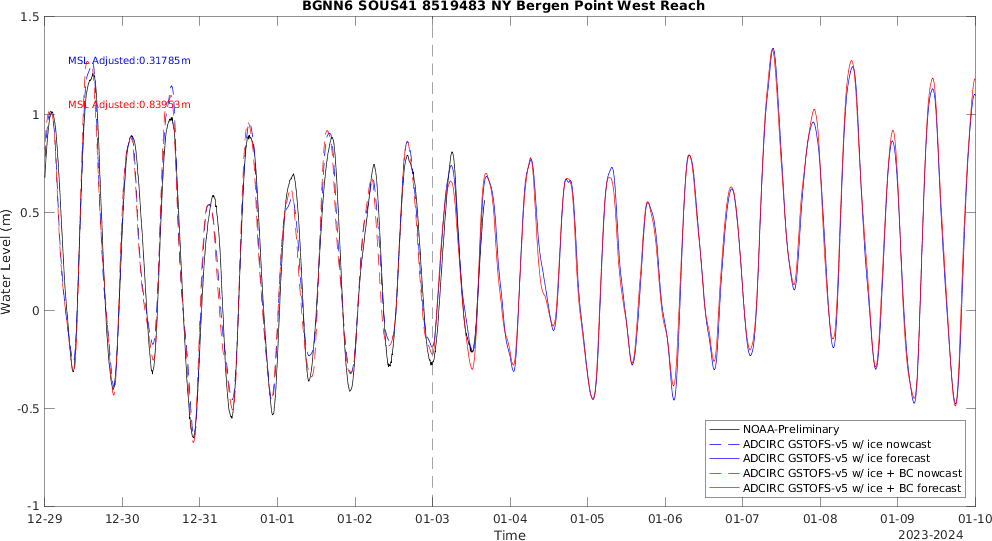 BGNN6 SOUS41 8519483 NY Bergen Point West Reach
1.5
MSL Adjusted:0.31785m
MSL Adjusted:0.83953m
1
0.5
Water Level (m)
0
-0.5
-1
NOAA-Preliminary
ADCIRC GSTOFS-v5 w/ ice nowcast
ADCIRC GSTOFS-v5 w/ ice forecast
ADCIRC GSTOFS-v5 w/ ice + BC nowcast
ADCIRC GSTOFS-v5 w/ ice + BC forecast
12-29 12-30 12-31 01-01 01-02 01-03 01-04 01-05 01-06 01-07 01-08 01-09 01-10
Time
2023-2024